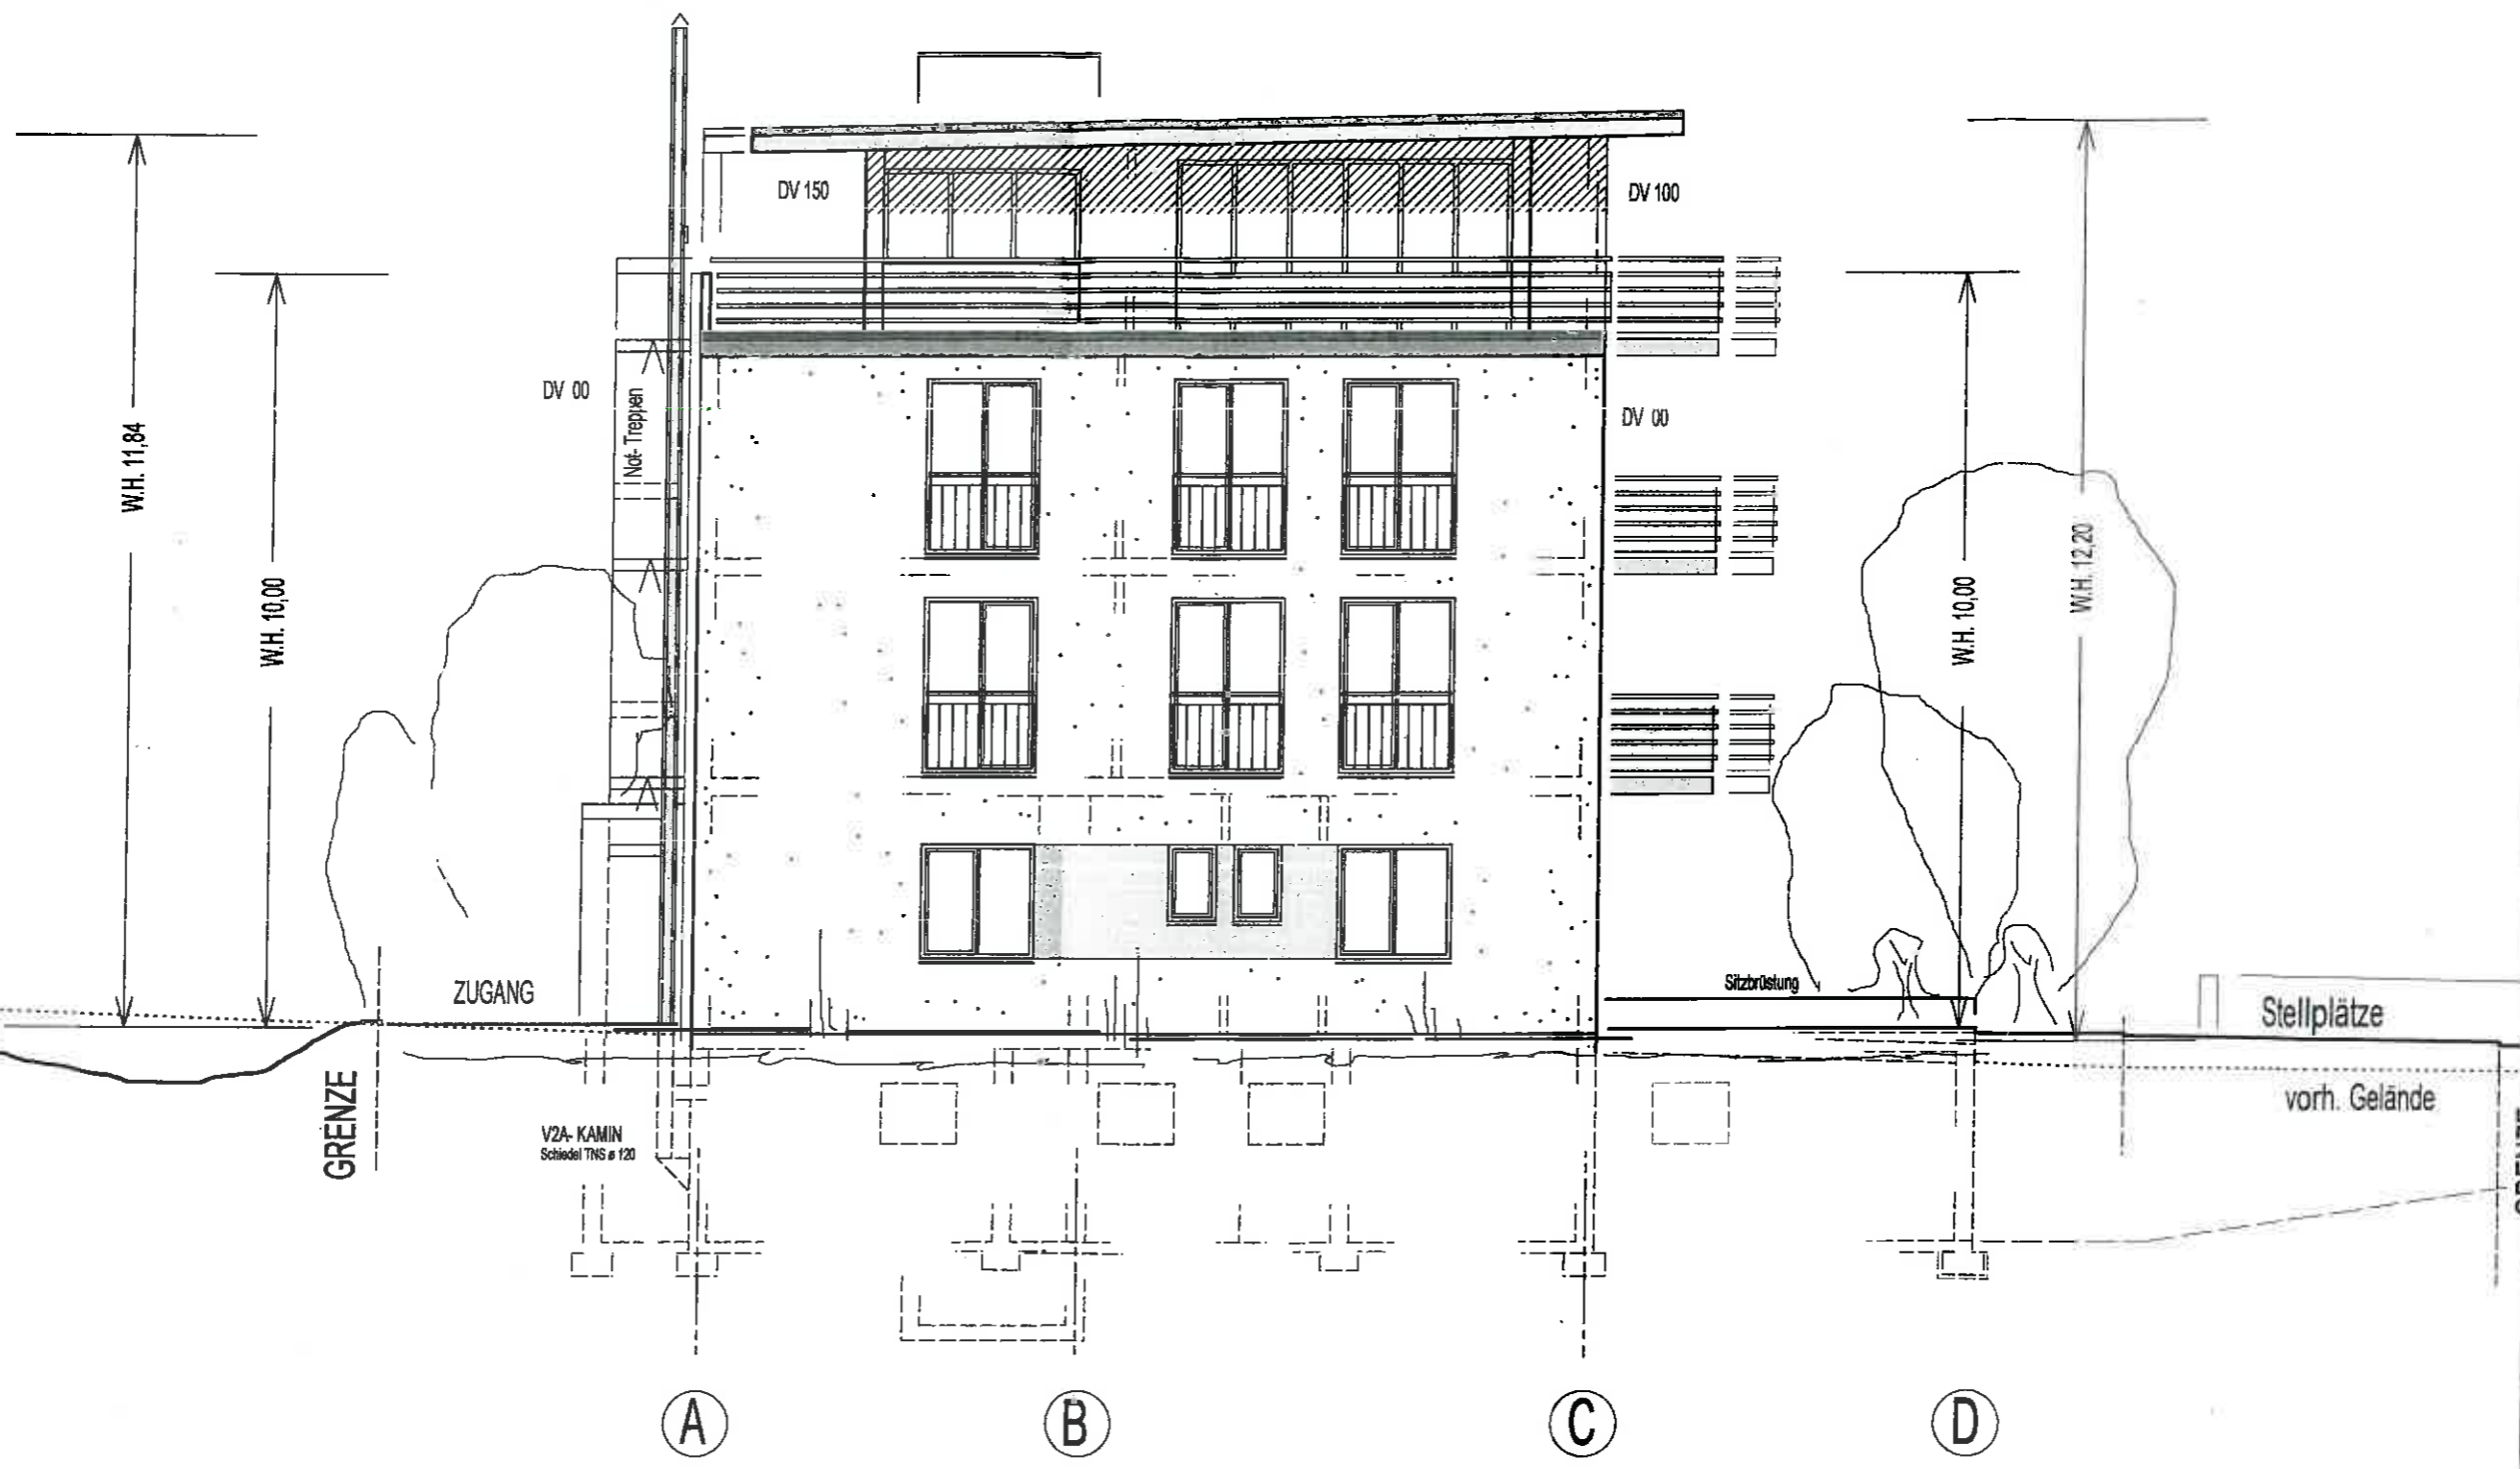 DV 150
DV 100
DV 00
Not- Treppen
DV 00
W.H. 11,84
W.H. 10,00
W.H. 10,00
W.H. 12,20
ZUGANG
Sitzbrüstung
Stellplätze
vorh. Gelände
GRENZE
GRENZE
V2A- KAMIN
Schiedel TNS ø 120
A
B
C
D